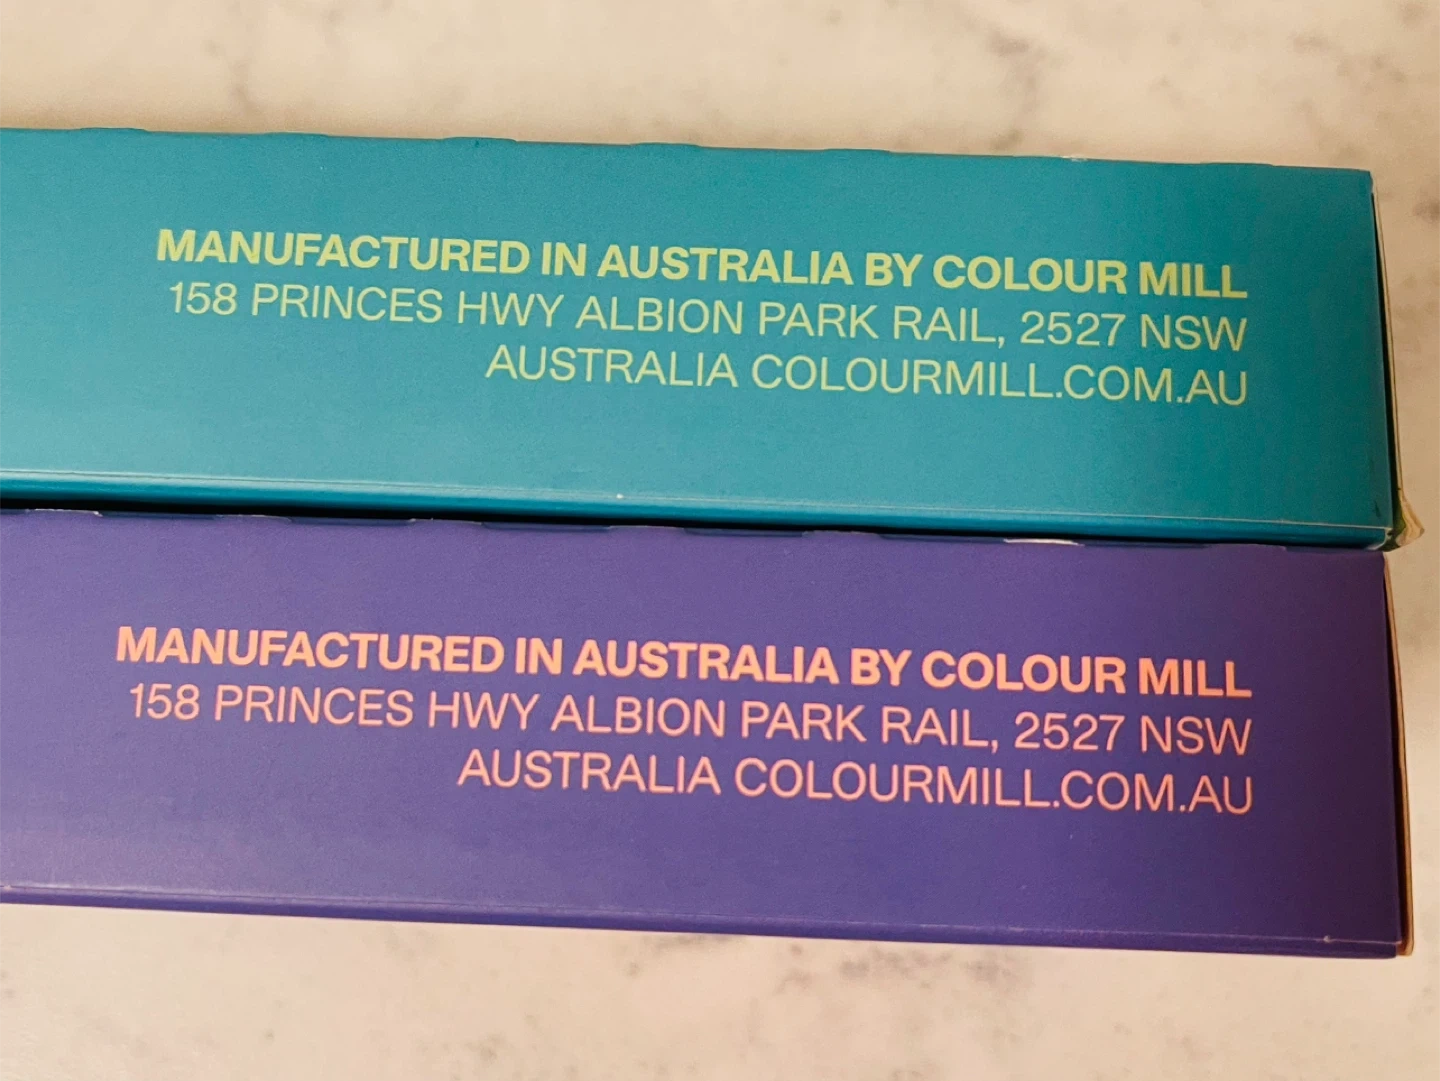 MANUFACTURED IN AUSTRALIA BY COLOUR MILL
158 PRINCES HWY ALBION PARK RAIL, 2527 NSW
AUSTRALIA COLOURMILL.COM.AU
MANUFACTURED IN AUSTRALIA BY COLOUR MILL
158 PRINCES HWY ALBION PARK RAIL, 2527 NSW
AUSTRALIA COLOURMILL.COM.AU